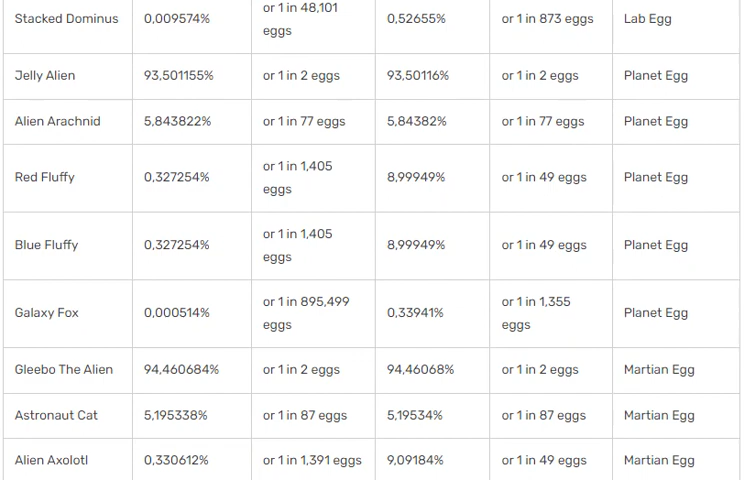 Stacked Dominus 0,009574% or 1 in 48,101 eggs 0,52655% or 1 in 873 eggs Lab Egg
Jelly Alien 93,501155% or 1 in 2 eggs 93,50116% or 1 in 2 eggs Planet Egg
Alien Arachnid 5,843822% or 1 in 77 eggs 5,84382% or 1 in 77 eggs Planet Egg
Red Fluffy 0,327254% or 1 in 1,405 eggs 8,99949% or 1 in 49 eggs Planet Egg
Blue Fluffy 0,327254% or 1 in 1,405 eggs 8,99949% or 1 in 49 eggs Planet Egg
Galaxy Fox 0,000514% or 1 in 895,499 eggs 0,33941% or 1 in 1,355 eggs Planet Egg
Gleebo The Alien 94,460684% or 1 in 2 eggs 94,46068% or 1 in 2 eggs Martian Egg
Astronaut Cat 5,195338% or 1 in 87 eggs 5,19534% or 1 in 87 eggs Martian Egg
Alien Axolotl 0,330612% or 1 in 1,391 eggs 9,09184% or 1 in 49 eggs Martian Egg